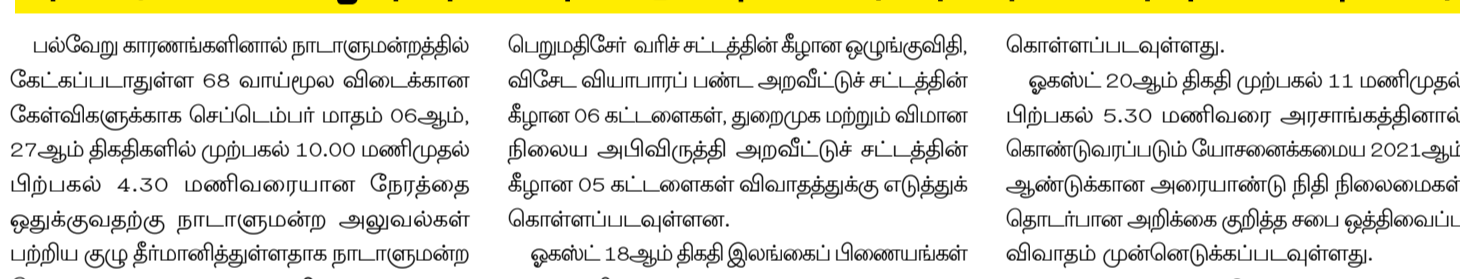 பல்வேறு காரணங்களினால் நாடாளுமன்றத்தில்
கேட்கப்படாதுள்ள 68 வாய்மூல விடைக்கான
கேள்விகளுக்காக செப்டெம்பர் மாதம் 06ஆம்,
27ஆம் திகதிகளில் முற்பகல் 10.00 மணிமுதல்
பிற்பகல் 4.30 மணிவரையான நேரத்தை
ஒதுக்குவதற்கு நாடாளுமன்ற அலுவல்கள்
பற்றிய குழு தீர்மானித்துள்ளதாக நாடாளுமன்ற
பெறுமதிசேர் வரிச் சட்டத்தின் கீழான ஒழுங்குவிதி,
விசேட வியாபாரப் பண்ட அறவீட்டுச் சட்டத்தின்
கீழான 06 கட்டளைகள், துறைமுக மற்றும் விமான
நிலைய அபிவிருத்தி அறவீட்டுச் சட்டத்தின்
கீழான 05 கட்டளைகள் விவாதத்துக்கு எடுத்துக்
கொள்ளப்படவுள்ளன.
ஓகஸ்ட் 18ஆம் திகதி இலங்கைப் பிணையங்கள்
கொள்ளப்படவுள்ளது.
ஓகஸ்ட் 20ஆம் திகதி முற்பகல் 11 மணிமுதல்
பிற்பகல் 5.30 மணிவரை அரசாங்கத்தினால்
கொண்டுவரப்படும் யோசனைக்கமைய 2021ஆம்
ஆண்டுக்கான அரையாண்டு நிதி நிலைமைகள்
தொடர்பான அறிக்கை குறித்த சபை ஒத்திவைப்ப
விவாதம் முன்னெடுக்கப்படவுள்ளது.